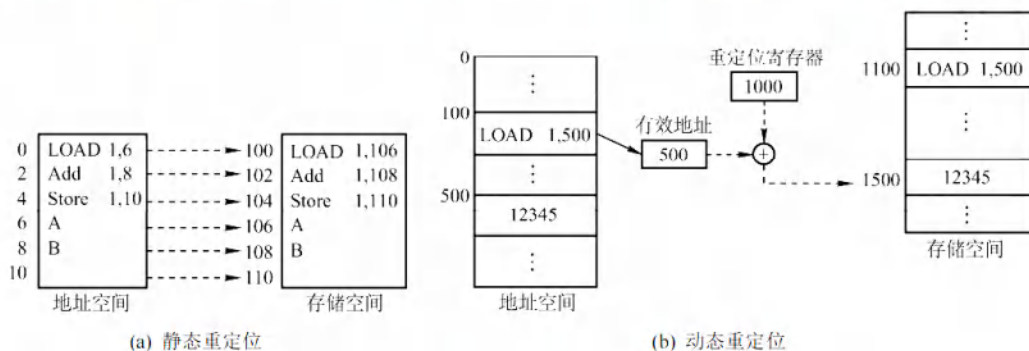 0 LOAD 1,6 100 LOAD 1,106
2 Add 1,8 102 Add 1,108
4 Store 1,10 104 Store 1,110
6 A 106 A
8 B 108 B
10 110
地址空间 存储空间
(a) 静态重定位
0
⋮
100
LOAD 1,500
⋮
500
12345
⋮
地址空间
有效地址
500
重定位寄存器
1000
+
⋮
1100 LOAD 1,500
⋮
1500 12345
⋮
存储空间
(b) 动态重定位